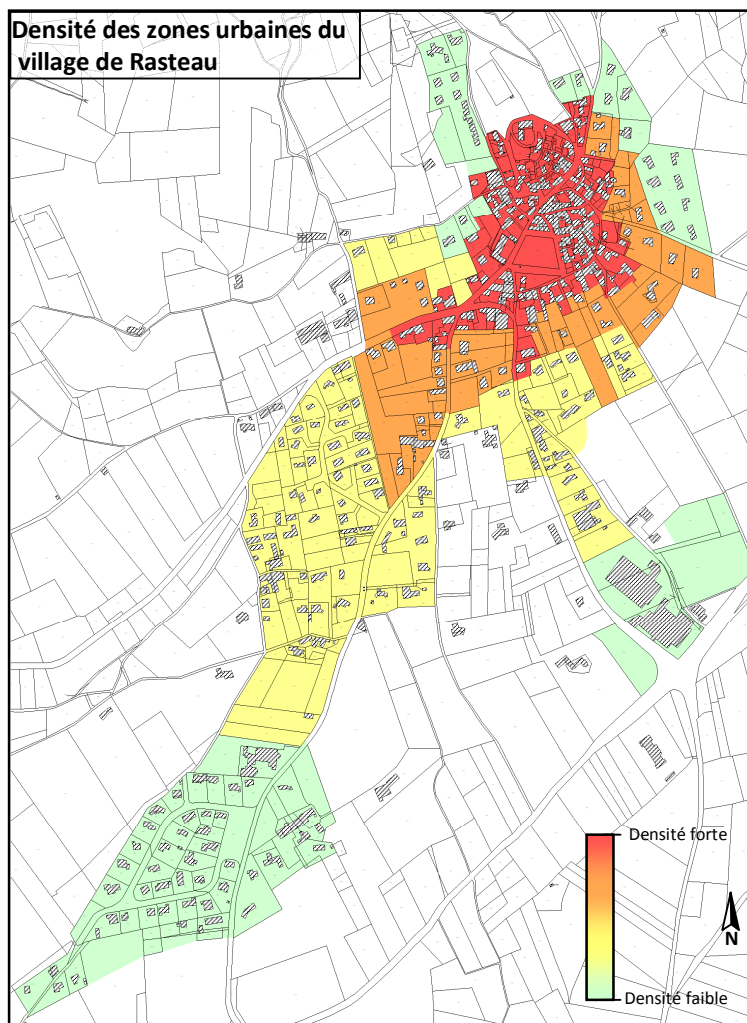 Densité des zones urbaines du
village de Rasteau
Densité forte
N
Densité faible